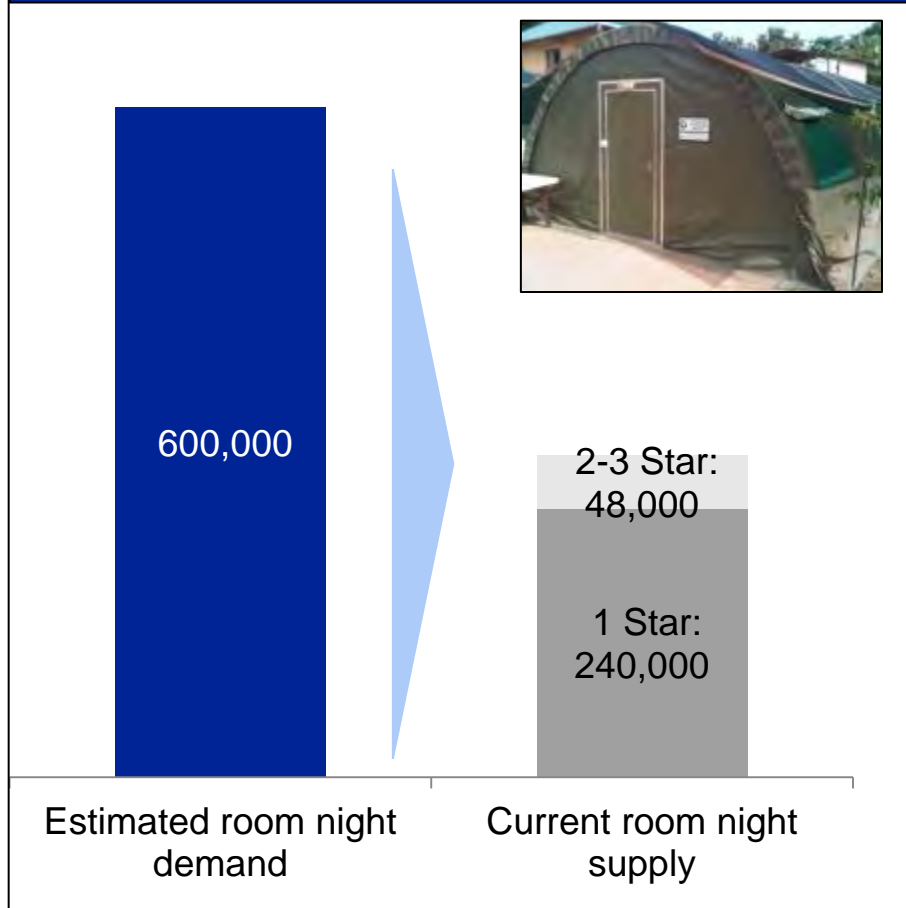 600,000
2-3 Star:
48,000
1 Star:
240,000
Estimated room night
demand
Current room night
supply